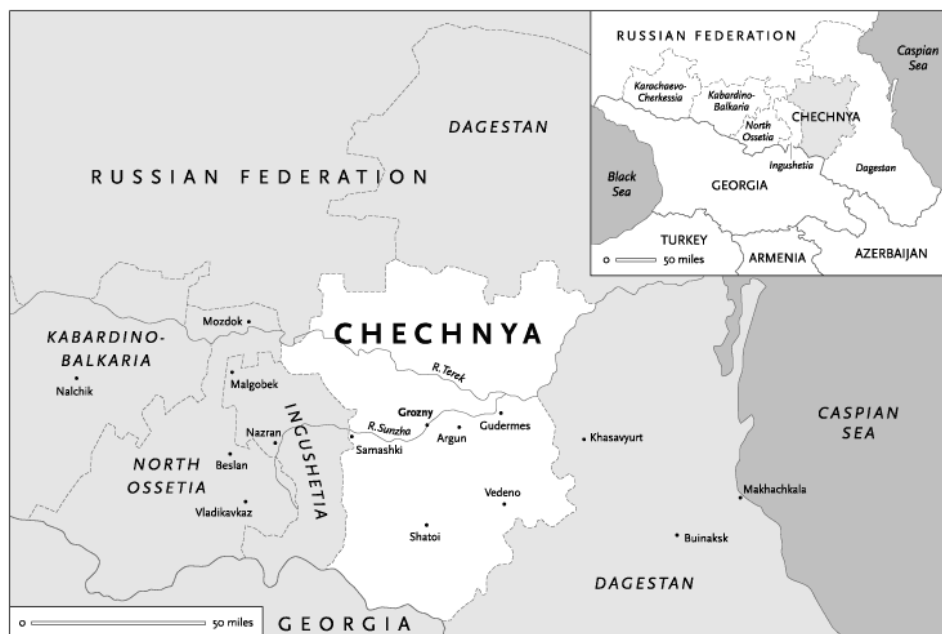 DAGESTAN
RUSSIAN FEDERATION
RUSSIAN FEDERATION
Caspian
Sea
Karachaevo-
Cherkessia
Kabardino-
Balkaria
North
Ossetia
CHECHNYA
Ingushetia
Dagestan
Black
Sea
GEORGIA
TURKEY
ARMENIA
AZERBAIJAN
0 50 miles
Mozdok
CHECHNYA
KABARDINO-
BALKARIA
Nalchik
Malgobek
R. Terek
INGUSHETIA
Grozny
R. Sunzha
Gudermes
Argun
Samashki
Nazran
Beslan
NORTH
OSSETIA
Vladikavkaz
Vedeno
Shatoi
Khasavyurt
CASPIAN
SEA
Makhachkala
Buinaksk
DAGESTAN
GEORGIA
0 50 miles